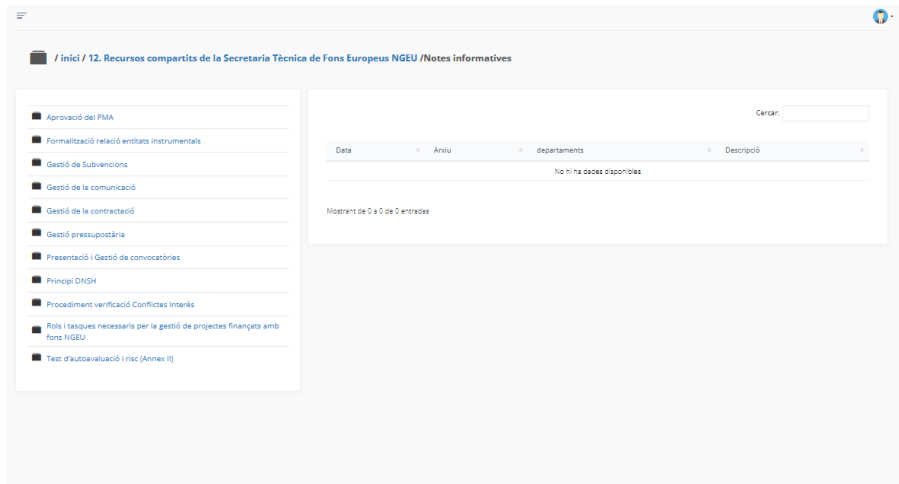 / inici / 12. Recursos compartits de la Secretaria Tècnica de Fons Europeus NGEU /Notes informatives
Aprovació del PMA
Formalització relació entitats instrumentals
Gestió de Subvencions
Gestió de la comunicació
Gestió de la contractació
Gestió pressupostària
Presentació i Gestió de convocatòries
Principi DNSH
Procediment verificació Conflictes Interès
Rols i tasques necessaris per la gestió de projectes finançats amb
fons NGEU
Test d'autoavaluació i risc (Annex II)
Cercar:
Data Arxiu departaments Descripció
No hi ha dades disponibles
Mostrant de 0 a 0 de 0 entradas